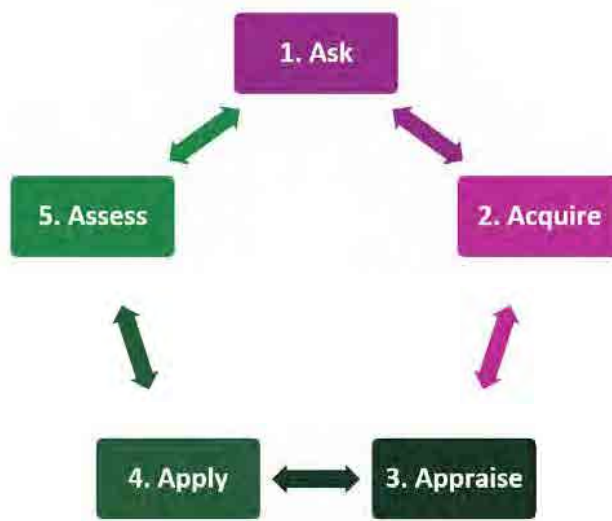 1. Ask
2. Acquire
3. Appraise
4. Apply
5. Assess